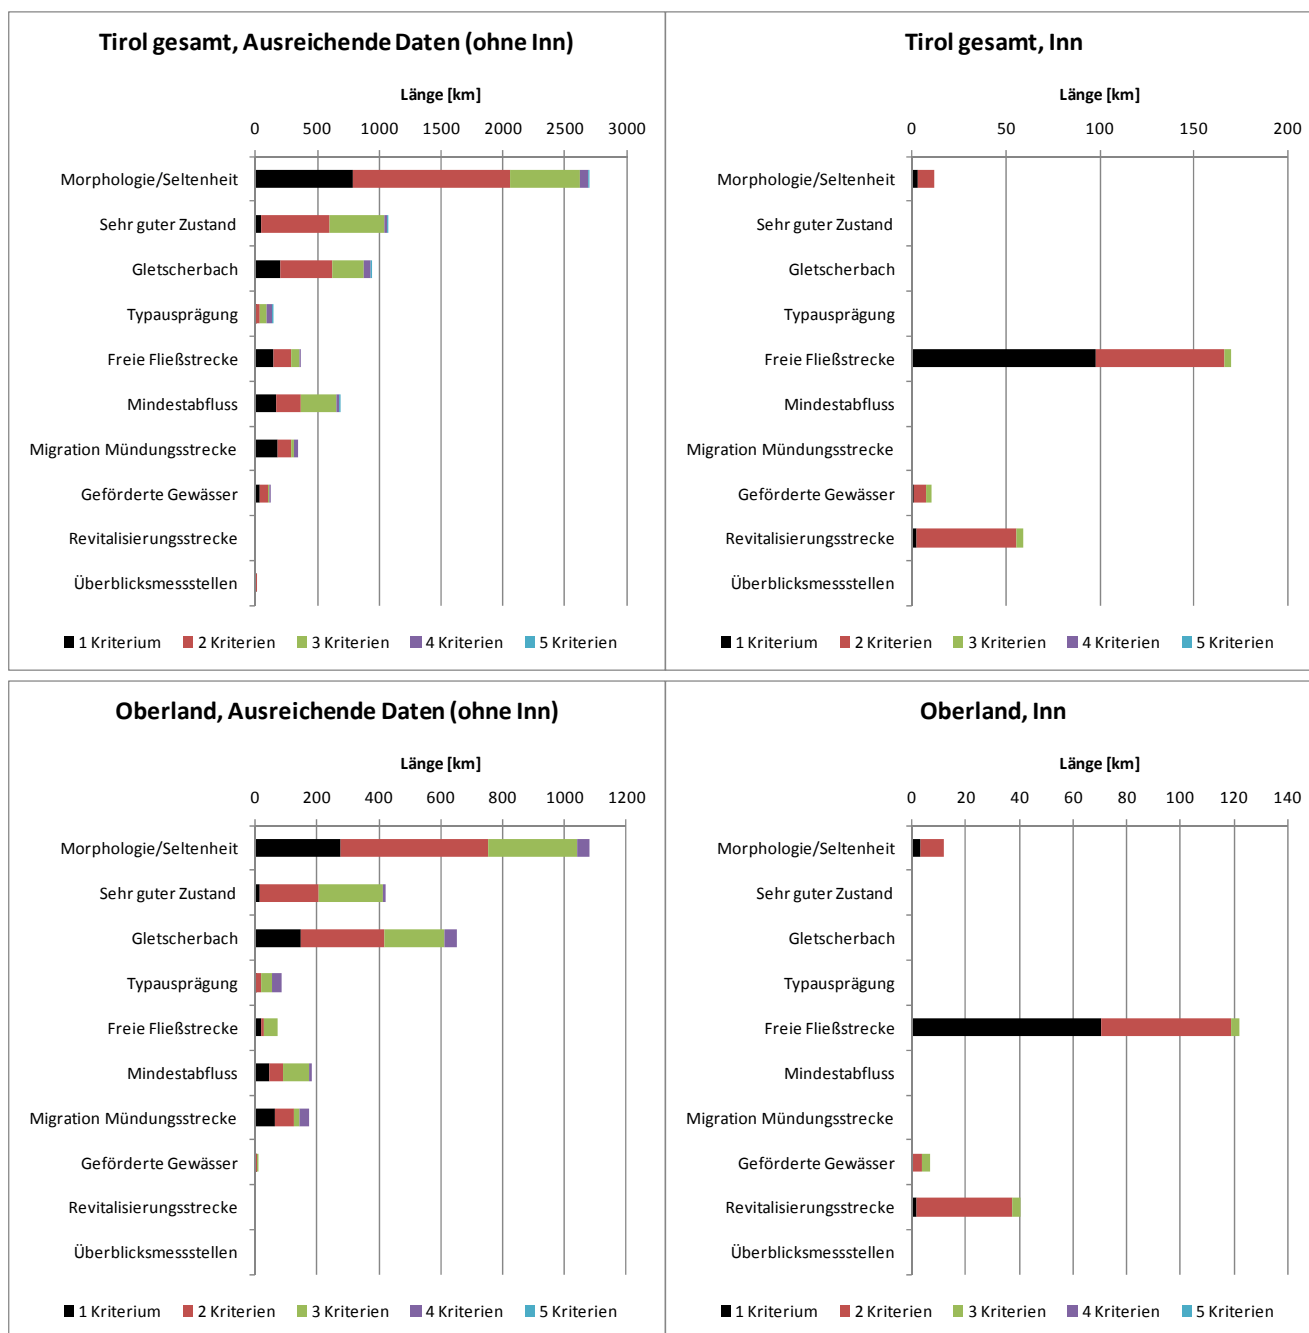 Tirol gesamt, Ausreichende Daten (ohne Inn)
Länge [km]
0 500 1000 1500 2000 2500 3000
Morphologie/Seltenheit
Sehr guter Zustand
Gletscherbach
Typausprägung
Freie Fließstrecke
Mindestabfluss
Migration Mündungsstrecke
Geförderte Gewässer
Revitalisierungsstrecke
Überblicksmessstellen
1 Kriterium 2 Kriterien 3 Kriterien 4 Kriterien 5 Kriterien
Tirol gesamt, Inn
Länge [km]
0 50 100 150 200
Morphologie/Seltenheit
Sehr guter Zustand
Gletscherbach
Typausprägung
Freie Fließstrecke
Mindestabfluss
Migration Mündungsstrecke
Geförderte Gewässer
Revitalisierungsstrecke
Überblicksmessstellen
1 Kriterium 2 Kriterien 3 Kriterien 4 Kriterien 5 Kriterien
Oberland, Ausreichende Daten (ohne Inn)
Länge [km]
0 200 400 600 800 1000 1200
Morphologie/Seltenheit
Sehr guter Zustand
Gletscherbach
Typausprägung
Freie Fließstrecke
Mindestabfluss
Migration Mündungsstrecke
Geförderte Gewässer
Revitalisierungsstrecke
Überblicksmessstellen
1 Kriterium 2 Kriterien 3 Kriterien 4 Kriterien 5 Kriterien
Oberland, Inn
Länge [km]
0 20 40 60 80 100 120 140
Morphologie/Seltenheit
Sehr guter Zustand
Gletscherbach
Typausprägung
Freie Fließstrecke
Mindestabfluss
Migration Mündungsstrecke
Geförderte Gewässer
Revitalisierungsstrecke
Überblicksmessstellen
1 Kriterium 2 Kriterien 3 Kriterien 4 Kriterien 5 Kriterien